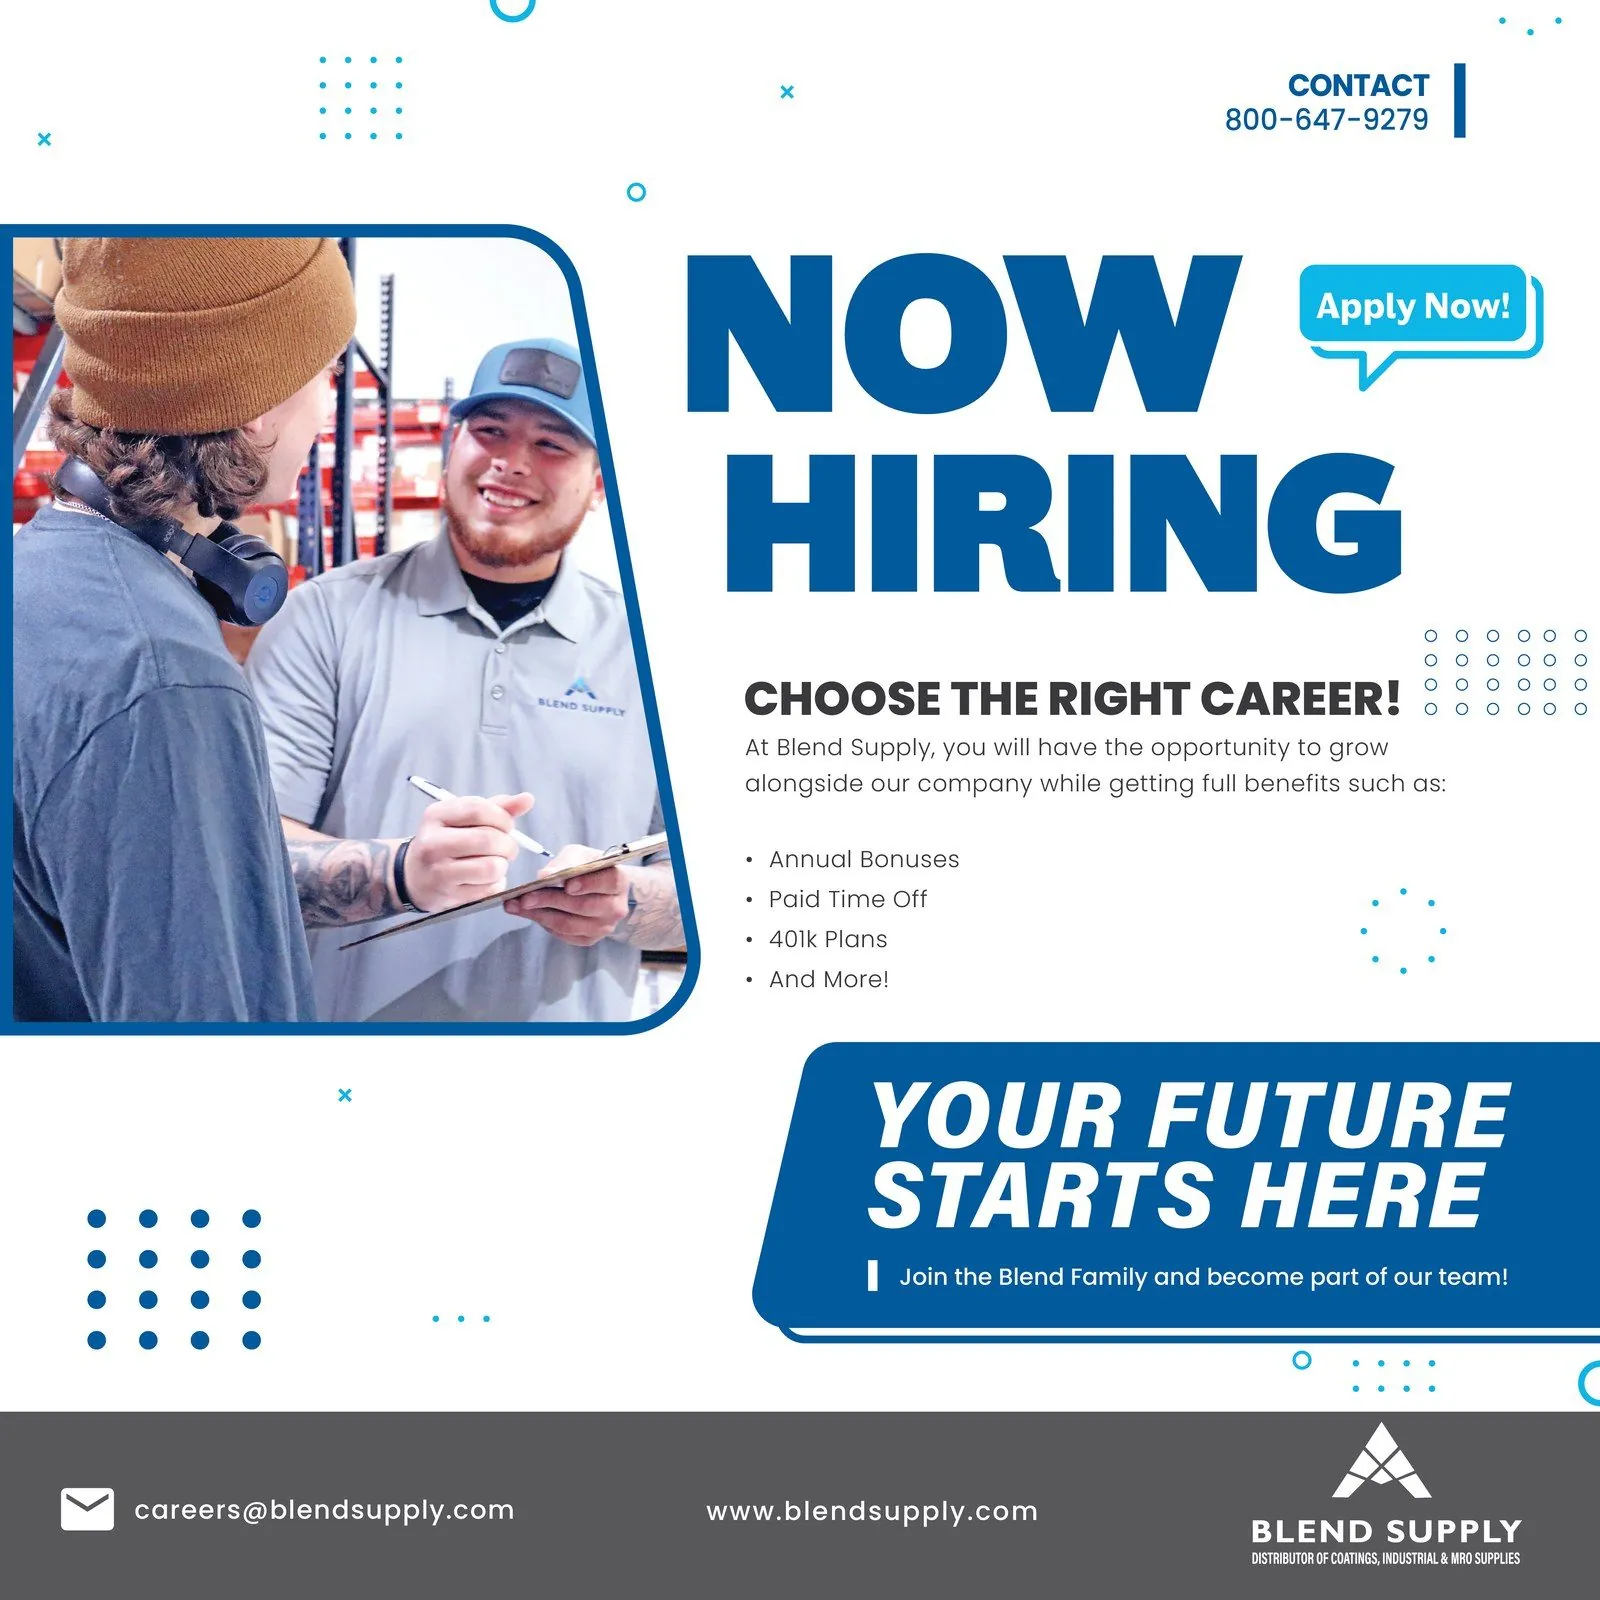 CONTACT
800-647-9279
NOW
HIRING
Apply Now!
BLEND SUPPLY
CHOOSE THE RIGHT CAREER!
At Blend Supply, you will have the opportunity to grow
alongside our company while getting full benefits such as:
• Annual Bonuses
• Paid Time Off
• 401k Plans
• And More!
YOUR FUTURE
STARTS HERE
Join the Blend Family and become part of our team!
careers@blendsupply.com
www.blendsupply.com
BLEND SUPPLY
DISTRIBUTOR OF COATINGS, INDUSTRIAL & MRO SUPPLIES